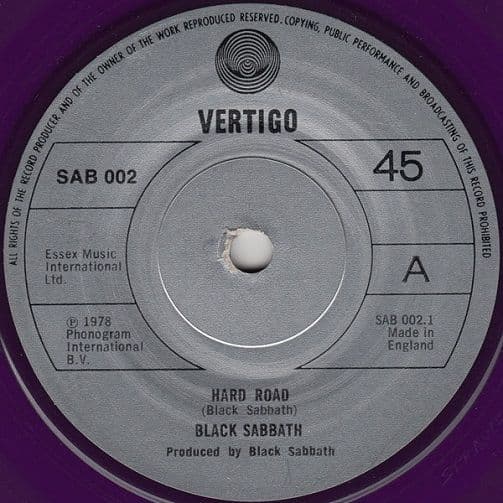 ALL RIGHTS OF THE RECORD PRODUCER AND OF THE OWNER OF THE WORK REPRODUCED RESERVED. COPYING, PUBLIC PERFORMANCE AND BROADCASTING OF THIS RECORD PROHIBITED
VERTIGO
SAB 002
45
Essex Music
International
Ltd.
A
℗ 1978
Phonogram
International
B.V.
SAB 002.1
Made in
England
HARD ROAD
(Black Sabbath)
BLACK SABBATH
Produced by Black Sabbath